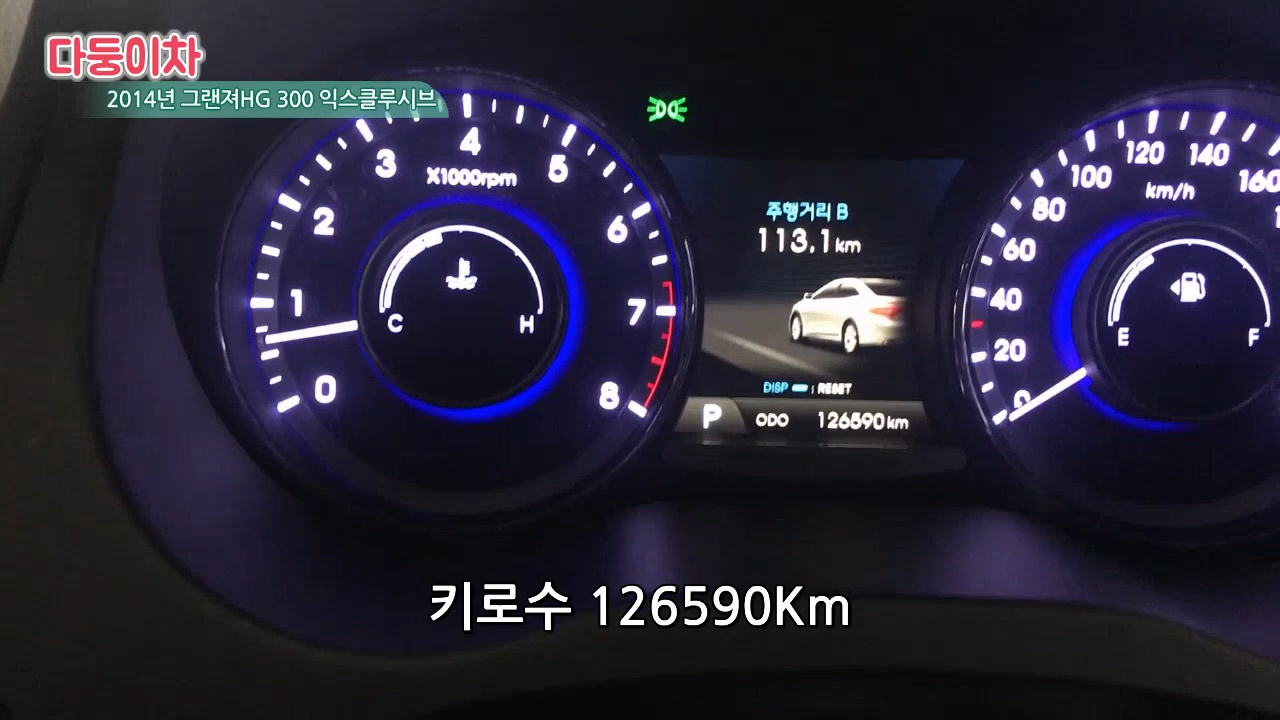 다둥이차
2014년 그랜져HG 300 익스클루시브
0 1 2 3 4 5 6 7 8
X1000rpm
C H
주행거리 B
113.1 km
DISP : RESET
P ODO 126590 km
0 20 40 60 80 100 120 140 160
km/h
E F
키로수 126590Km